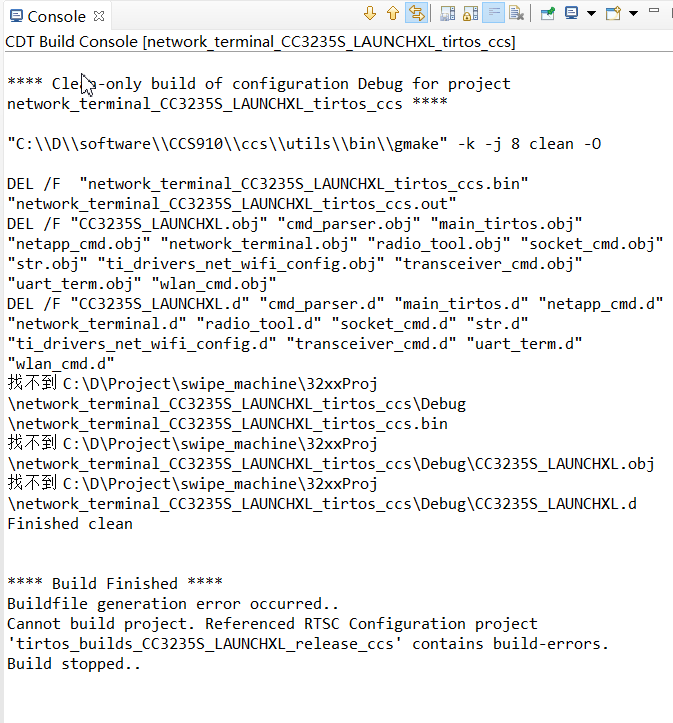 Console
CDT Build Console [network_terminal_CC3235S_LAUNCHXL_tirtos_ccs]
**** Clean-only build of configuration Debug for project
network_terminal_CC3235S_LAUNCHXL_tirtos_ccs ****
"C:\\D\\software\\CCS910\\ccs\\utils\\bin\\gmake" -k -j 8 clean -O
DEL /F  "network_terminal_CC3235S_LAUNCHXL_tirtos_ccs.bin"
"network_terminal_CC3235S_LAUNCHXL_tirtos_ccs.out"
DEL /F "CC3235S_LAUNCHXL.obj" "cmd_parser.obj" "main_tirtos.obj"
"netapp_cmd.obj" "network_terminal.obj" "radio_tool.obj" "socket_cmd.obj"
"str.obj" "ti_drivers_net_wifi_config.obj" "transceiver_cmd.obj"
"uart_term.obj" "wlan_cmd.obj"
DEL /F "CC3235S_LAUNCHXL.d" "cmd_parser.d" "main_tirtos.d" "netapp_cmd.d"
"network_terminal.d" "radio_tool.d" "socket_cmd.d" "str.d"
"ti_drivers_net_wifi_config.d" "transceiver_cmd.d" "uart_term.d"
"wlan_cmd.d"
找不到 C:\D\Project\swipe_machine\32xxProj
\network_terminal_CC3235S_LAUNCHXL_tirtos_ccs\Debug
\network_terminal_CC3235S_LAUNCHXL_tirtos_ccs.bin
找不到 C:\D\Project\swipe_machine\32xxProj
\network_terminal_CC3235S_LAUNCHXL_tirtos_ccs\Debug\CC3235S_LAUNCHXL.obj
找不到 C:\D\Project\swipe_machine\32xxProj
\network_terminal_CC3235S_LAUNCHXL_tirtos_ccs\Debug\CC3235S_LAUNCHXL.d
Finished clean
**** Build Finished ****
Buildfile generation error occurred..
Cannot build project. Referenced RTSC Configuration project
'tirtos_builds_CC3235S_LAUNCHXL_release_ccs' contains build-errors.
Build stopped..